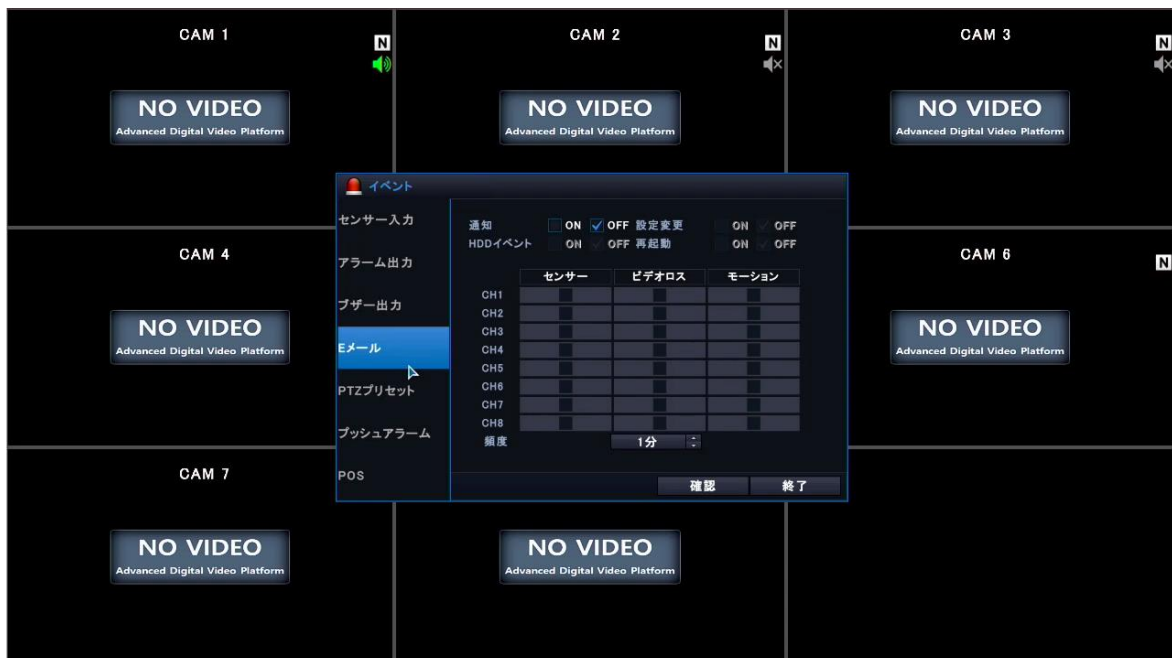 CAM 1
N
NO VIDEO
Advanced Digital Video Platform
CAM 2
N
NO VIDEO
Advanced Digital Video Platform
CAM 3
N
NO VIDEO
Advanced Digital Video Platform
CAM 4
NO VIDEO
Advanced Digital Video Platform
イベント
センサー入力
アラーム出力
ブザー出力
Eメール
PTZプリセット
プッシュアラーム
POS
通知 ON OFF 設定変更 ON OFF
HDDイベント ON OFF 再起動 ON OFF
センサー ビデオロス モーション
CH1
CH2
CH3
CH4
CH5
CH6
CH7
CH8
頻度 1分
確認 終了
CAM 6
N
NO VIDEO
Advanced Digital Video Platform
CAM 7
NO VIDEO
Advanced Digital Video Platform
NO VIDEO
Advanced Digital Video Platform